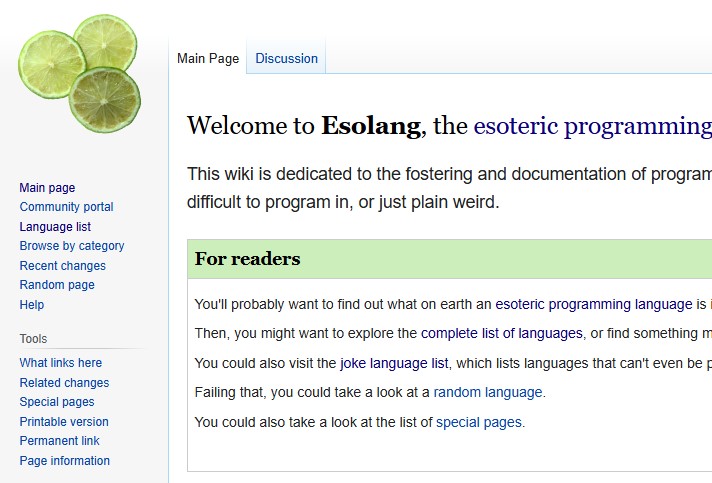 Main Page
Discussion
Welcome to Esolang, the esoteric programming
This wiki is dedicated to the fostering and documentation of program
difficult to program in, or just plain weird.
Main page
Community portal
Language list
Browse by category
Recent changes
Random page
Help
Tools
What links here
Related changes
Special pages
Printable version
Permanent link
Page information
For readers
You'll probably want to find out what on earth an esoteric programming language is
Then, you might want to explore the complete list of languages, or find something
You could also visit the joke language list, which lists languages that can't even be
Failing that, you could take a look at a random language.
You could also take a look at the list of special pages.